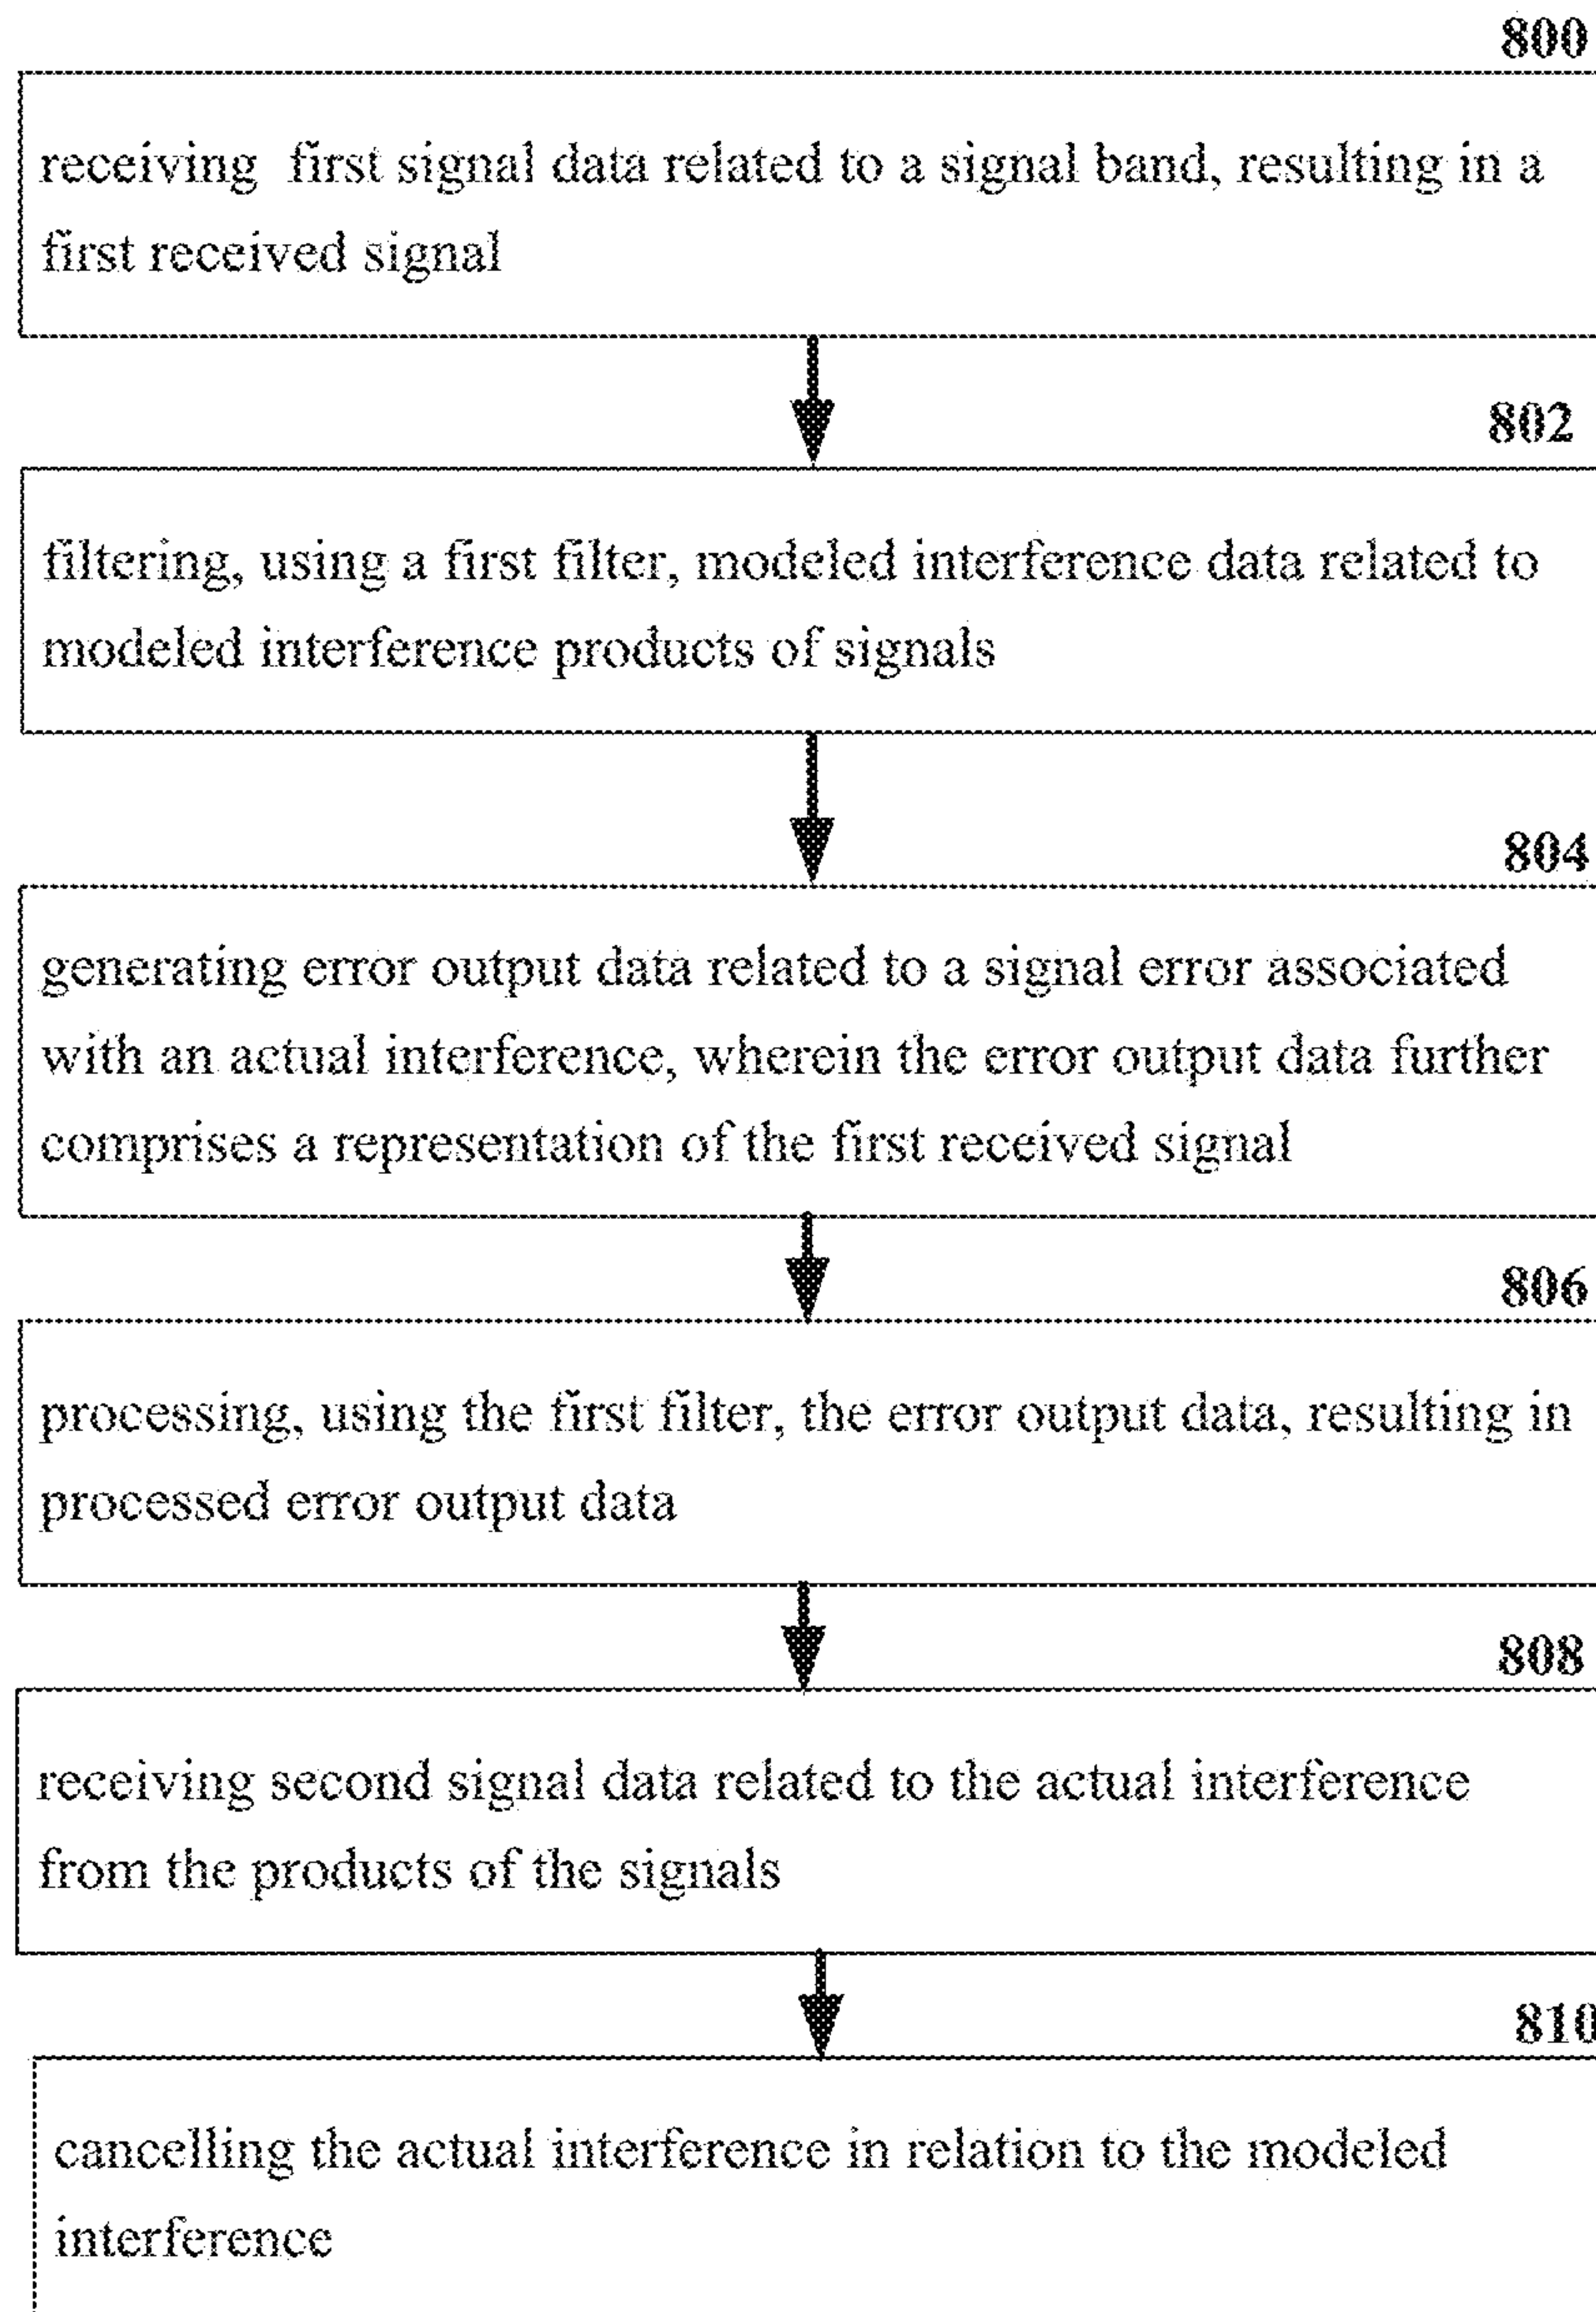 800
receiving first signal data related to a signal band, resulting in a
first received signal
802
filtering, using a first filter, modeled interference data related to
modeled interference products of signals
804
generating error output data related to a signal error associated
with an actual interference, wherein the error output data further
comprises a representation of the first received signal
806
processing, using the first filter, the error output data, resulting in
processed error output data
808
receiving second signal data related to the actual interference
from the products of the signals
810
cancelling the actual interference in relation to the modeled
interference